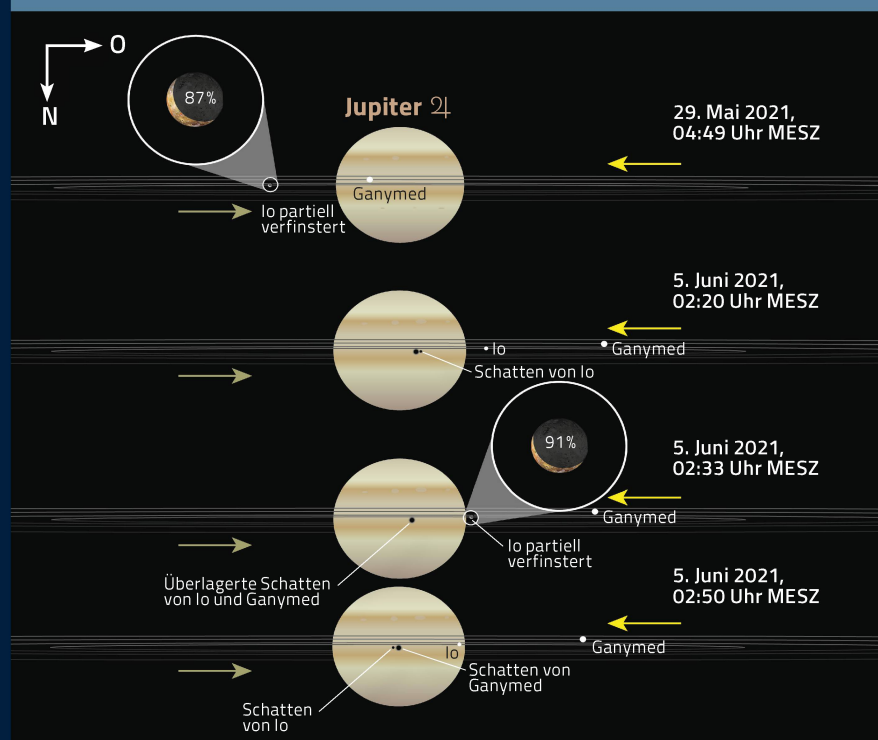 O
N
87%
Jupiter ♃
29. Mai 2021,
04:49 Uhr MESZ
Ganymed
Io partiell
verfinstert
5. Juni 2021,
02:20 Uhr MESZ
Io
Ganymed
Schatten von Io
91%
5. Juni 2021,
02:33 Uhr MESZ
Ganymed
Io partiell
verfinstert
Überlagerte Schatten
von Io und Ganymed
5. Juni 2021,
02:50 Uhr MESZ
Ganymed
Io
Schatten von
Ganymed
Schatten
von Io